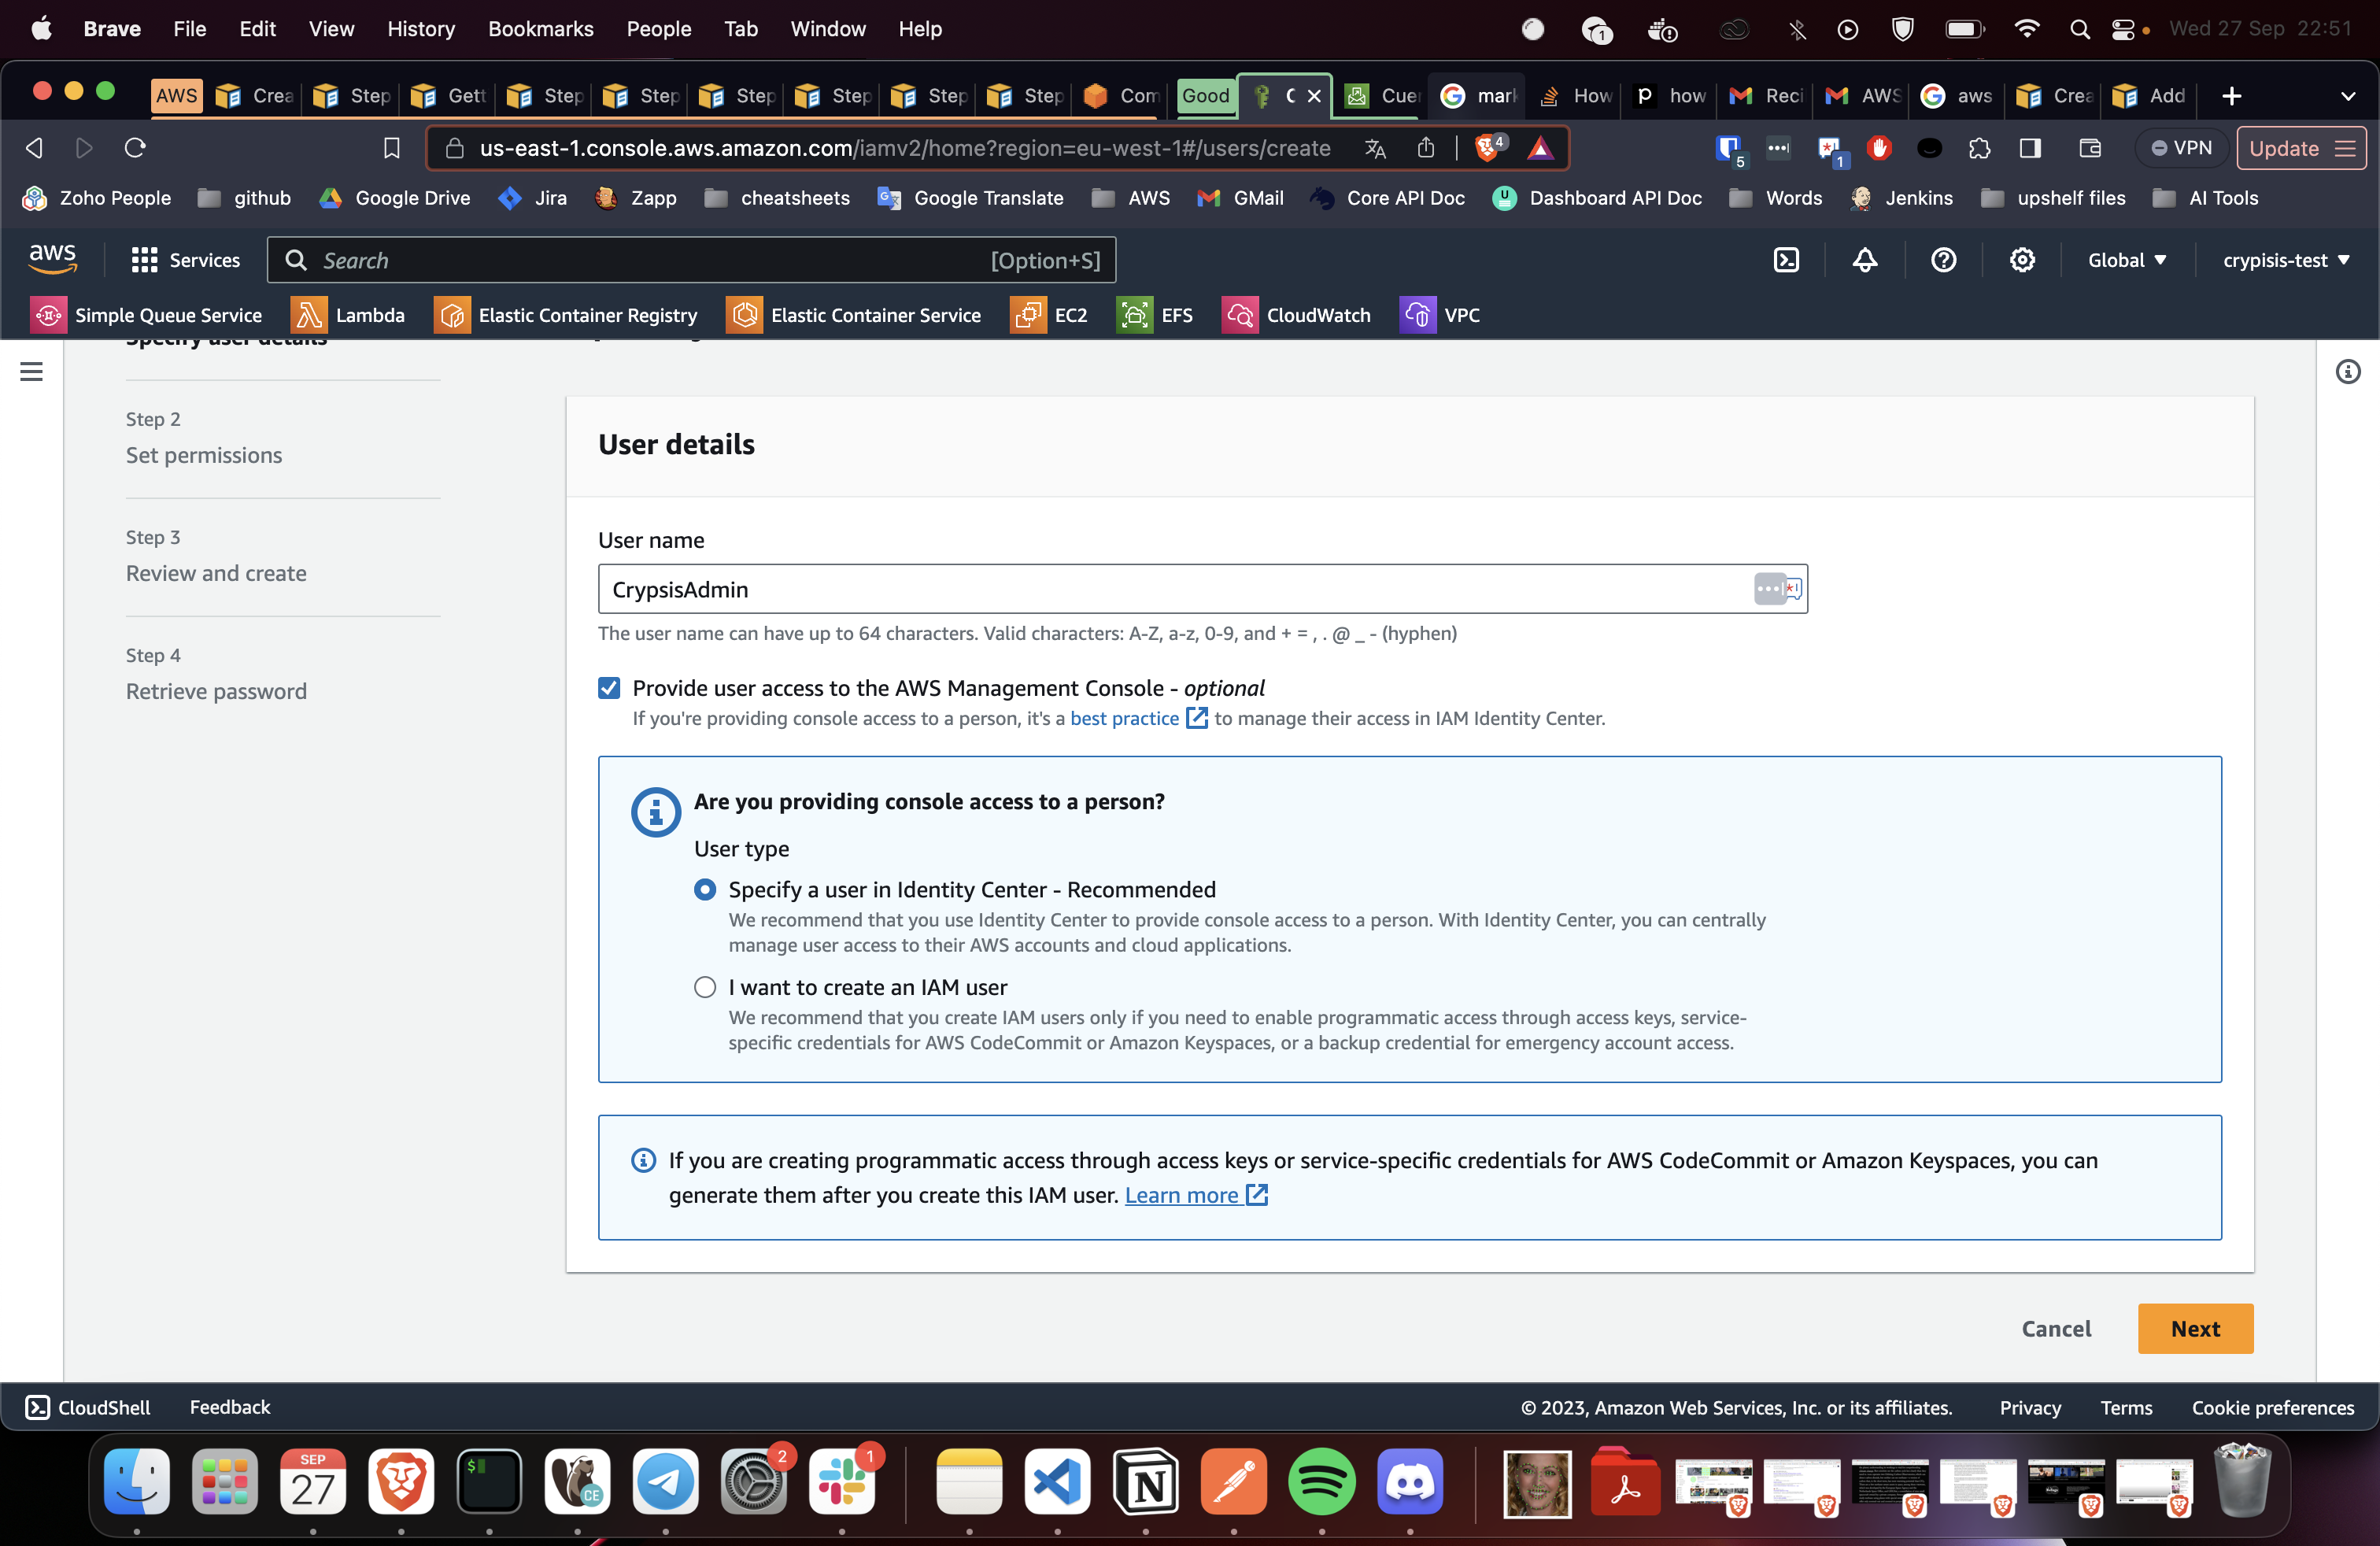 Brave File Edit View History Bookmarks People Tab Window Help 1 Wed 27 Sep 22:51
AWS Crea Step Gett Step Step Step Step Step Step Com Good C Cuer mark How p how Reci AWS aws Crea Add
us-east-1.console.aws.amazon.com/iamv2/home?region=eu-west-1#/users/create 4 5 1 VPN Update
Zoho People github Google Drive Jira Zapp cheatsheets Google Translate AWS GMail Core API Doc Dashboard API Doc Words Jenkins upshelf files AI Tools
aws Services Search [Option+S] Global crypisis-test
Simple Queue Service Lambda Elastic Container Registry Elastic Container Service EC2 EFS CloudWatch VPC
Specify user details
Step 2
Set permissions
Step 3
Review and create
Step 4
Retrieve password
User details
User name
CrypsisAdmin
The user name can have up to 64 characters. Valid characters: A-Z, a-z, 0-9, and + = , . @ _ - (hyphen)
Provide user access to the AWS Management Console - optional
If you're providing console access to a person, it's a best practice to manage their access in IAM Identity Center.
Are you providing console access to a person?
User type
Specify a user in Identity Center - Recommended
We recommend that you use Identity Center to provide console access to a person. With Identity Center, you can centrally
manage user access to their AWS accounts and cloud applications.
I want to create an IAM user
We recommend that you create IAM users only if you need to enable programmatic access through access keys, service-
specific credentials for AWS CodeCommit or Amazon Keyspaces, or a backup credential for emergency account access.
If you are creating programmatic access through access keys or service-specific credentials for AWS CodeCommit or Amazon Keyspaces, you can
generate them after you create this IAM user. Learn more
Cancel Next
CloudShell Feedback © 2023, Amazon Web Services, Inc. or its affiliates. Privacy Terms Cookie preferences
SEP
27
$
CE
2
1